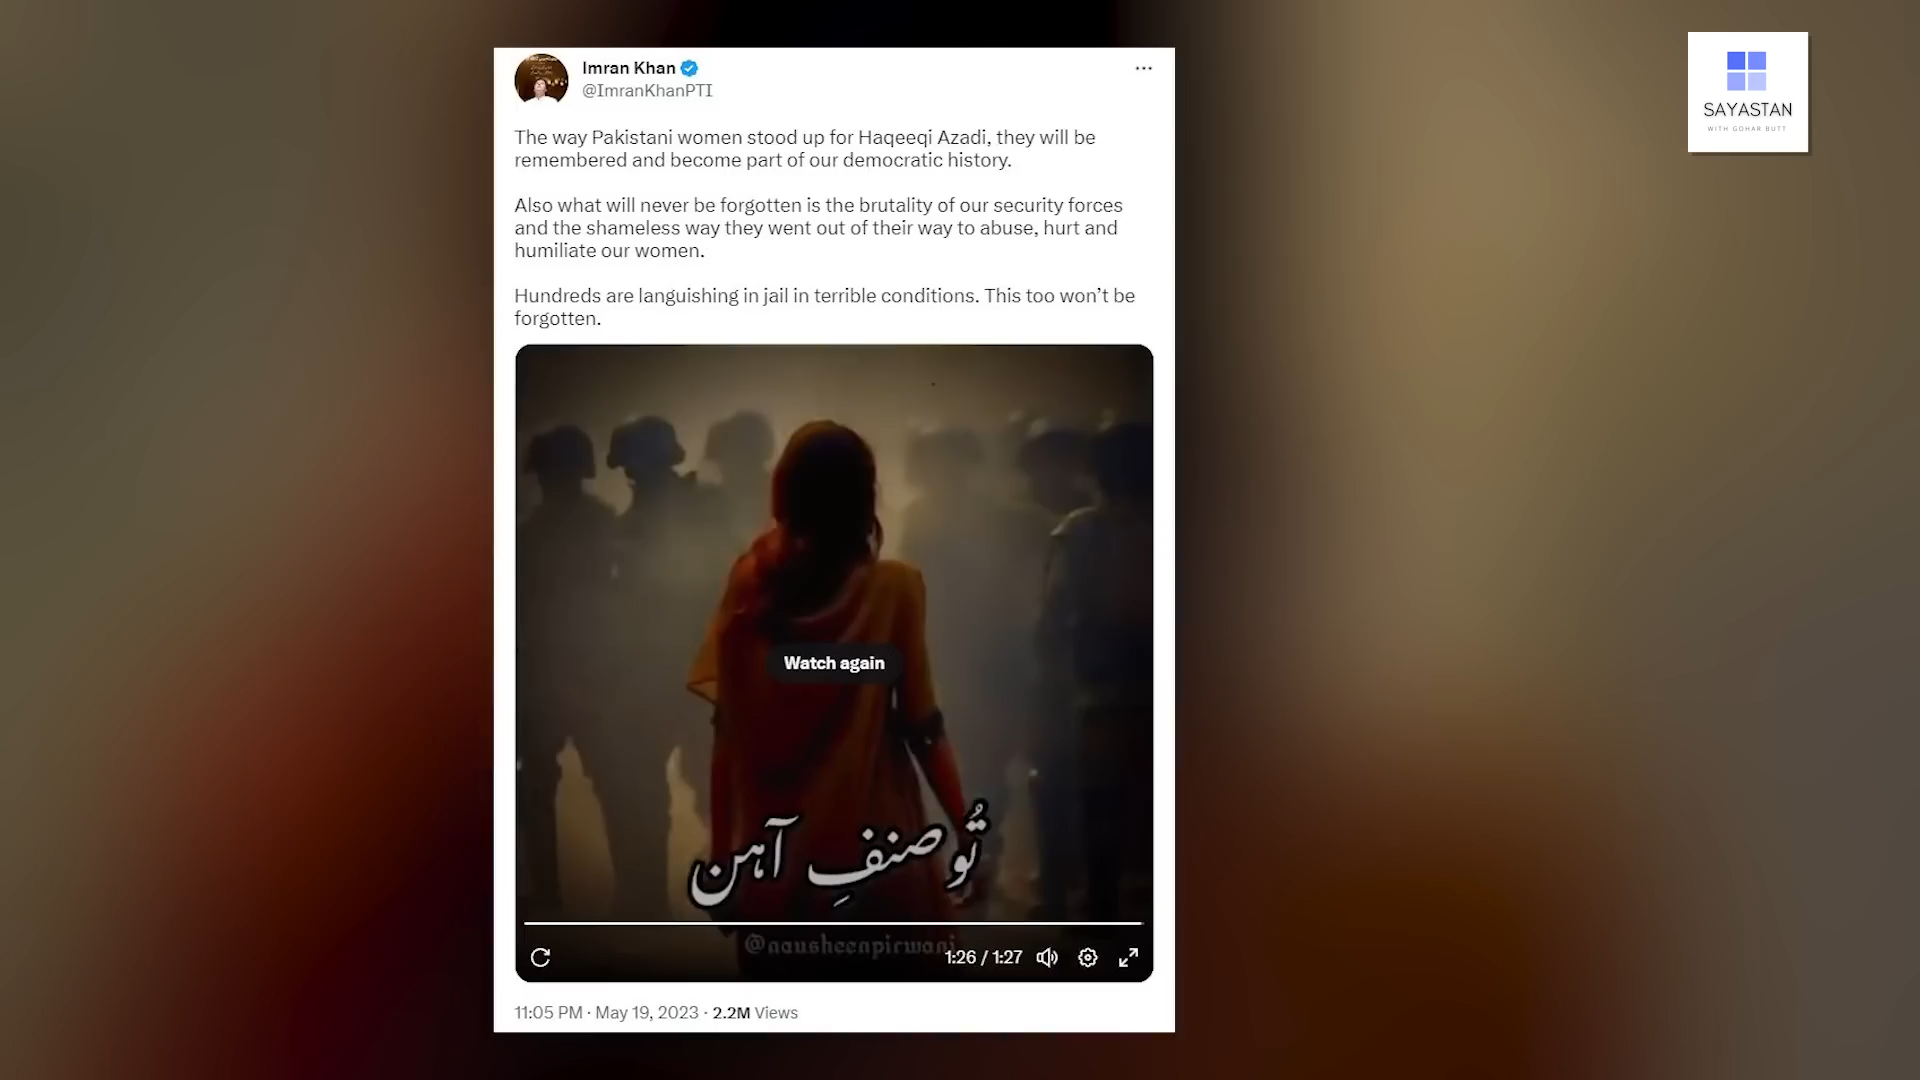 Imran Khan
@ImranKhanPTI
The way Pakistani women stood up for Haqeeqi Azadi, they will be
remembered and become part of our democratic history.
Also what will never be forgotten is the brutality of our security forces
and the shameless way they went out of their way to abuse, hurt and
humiliate our women.
Hundreds are languishing in jail in terrible conditions. This too won’t be
forgotten.
Watch again
تُو صنفِ آہن
@nausheenpirwani
1:26 / 1:27
11:05 PM · May 19, 2023 · 2.2M Views
SAYASTAN
WITH GOHAR BUTT